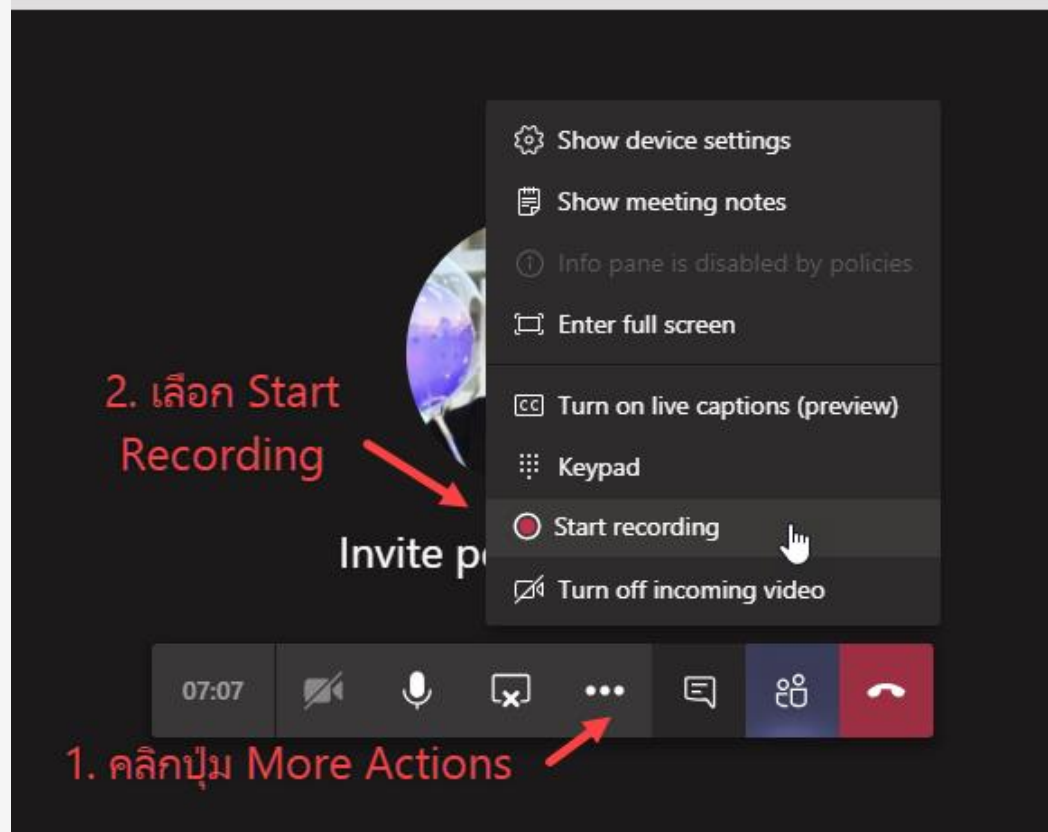 Show device settings
Show meeting notes
Info pane is disabled by policies
Enter full screen
2. เลือก Start
Recording
CC Turn on live captions (preview)
Keypad
Start recording
Invite
Turn off incoming video
07:07
1. คลิกปุ่ม More Actions